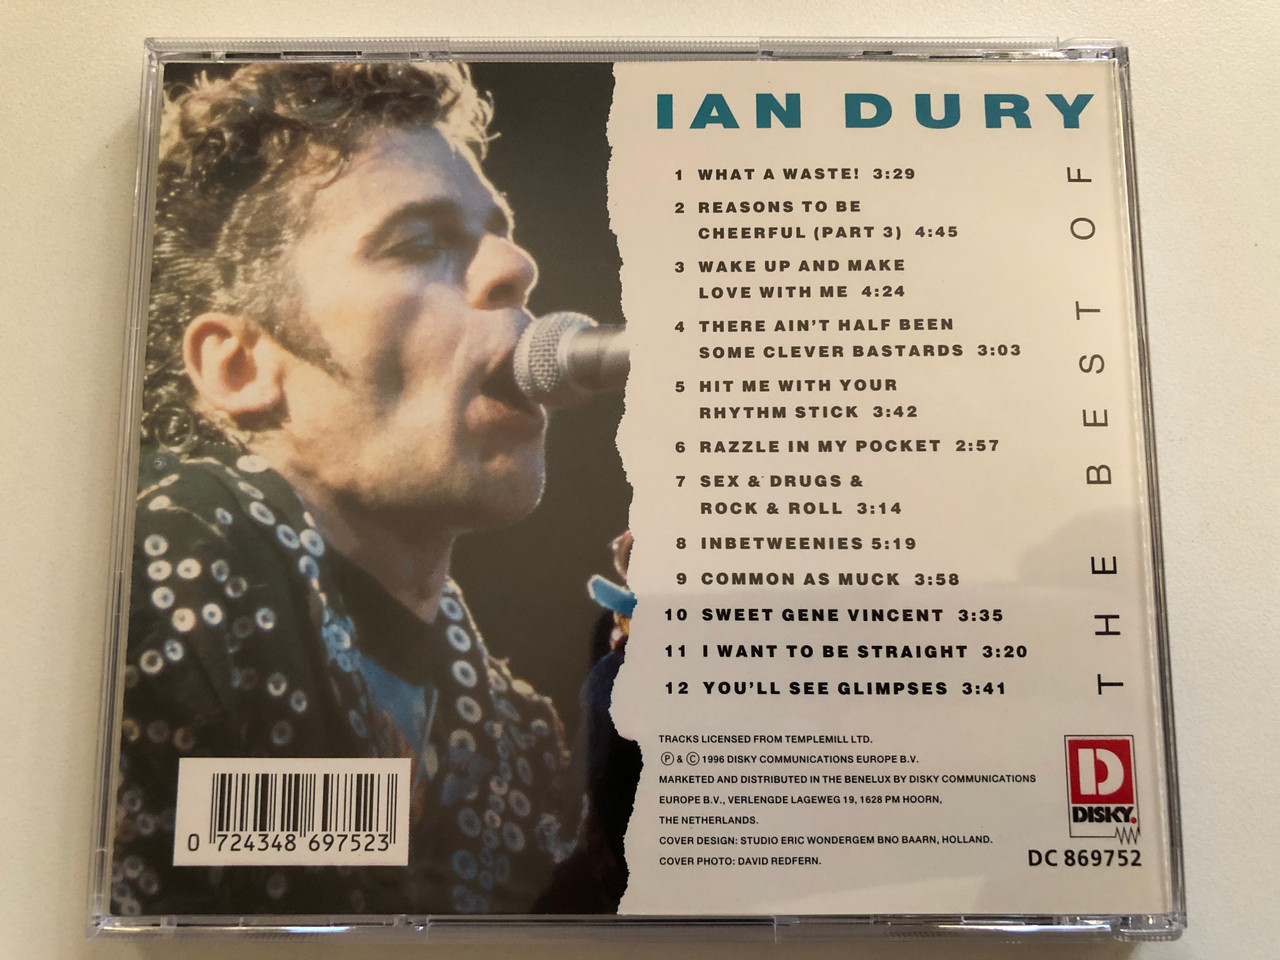 IAN DURY
THE BEST OF
1 WHAT A WASTE! 3:29
2 REASONS TO BE
CHEERFUL (PART 3) 4:45
3 WAKE UP AND MAKE
LOVE WITH ME 4:24
4 THERE AIN'T HALF BEEN
SOME CLEVER BASTARDS 3:03
5 HIT ME WITH YOUR
RHYTHM STICK 3:42
6 RAZZLE IN MY POCKET 2:57
7 SEX & DRUGS &
ROCK & ROLL 3:14
8 INBETWEENIES 5:19
9 COMMON AS MUCK 3:58
10 SWEET GENE VINCENT 3:35
11 I WANT TO BE STRAIGHT 3:20
12 YOU'LL SEE GLIMPSES 3:41
TRACKS LICENSED FROM TEMPLEMILL LTD.
Ⓟ & Ⓒ 1996 DISKY COMMUNICATIONS EUROPE B.V.
MARKETED AND DISTRIBUTED IN THE BENELUX BY DISKY COMMUNICATIONS
EUROPE B.V., VERLENGDE LAGEWEG 19, 1628 PM HOORN,
THE NETHERLANDS.
COVER DESIGN: STUDIO ERIC WONDERGEM BNO BAARN, HOLLAND.
COVER PHOTO: DAVID REDFERN.
D
DISKY.
DC 869752
0 724348 697523